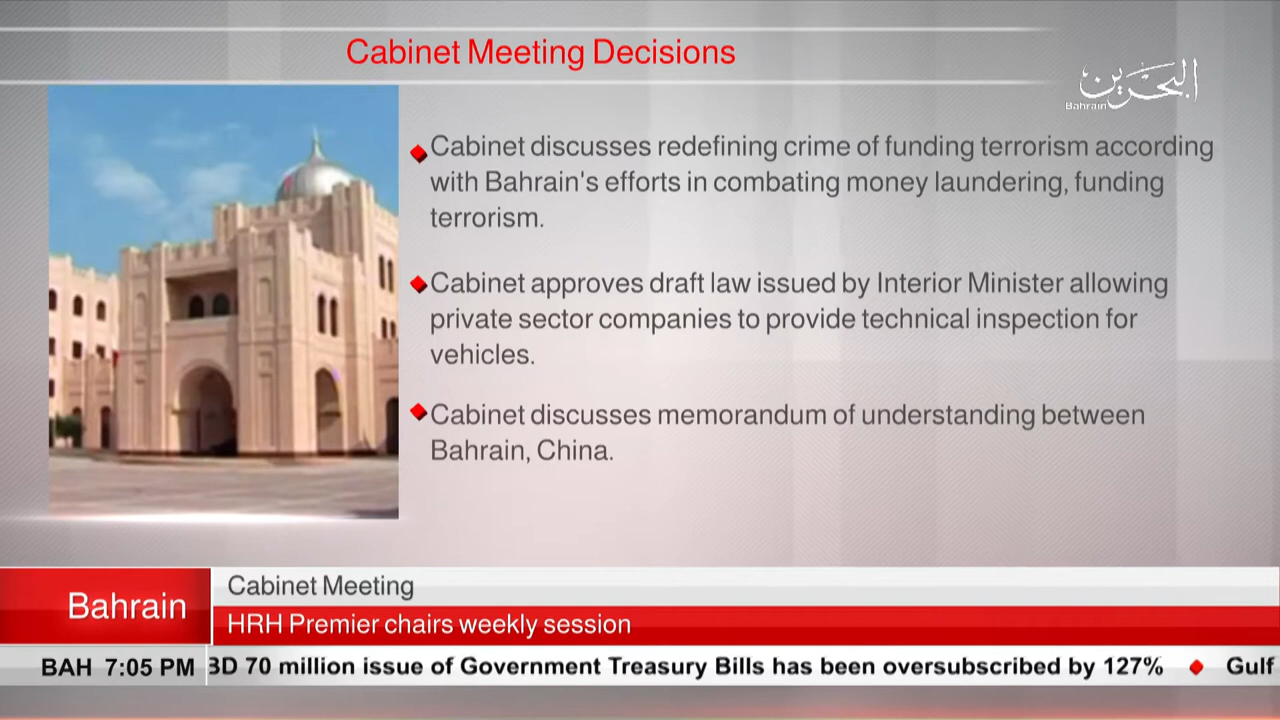 Cabinet Meeting Decisions
البحرين
Bahrain
Cabinet discusses redefining crime of funding terrorism according
with Bahrain's efforts in combating money laundering, funding
terrorism.
Cabinet approves draft law issued by Interior Minister allowing
private sector companies to provide technical inspection for
vehicles.
Cabinet discusses memorandum of understanding between
Bahrain, China.
Cabinet Meeting
Bahrain
HRH Premier chairs weekly session
BAH 7:05 PM BD 70 million issue of Government Treasury Bills has been oversubscribed by 127% Gulf